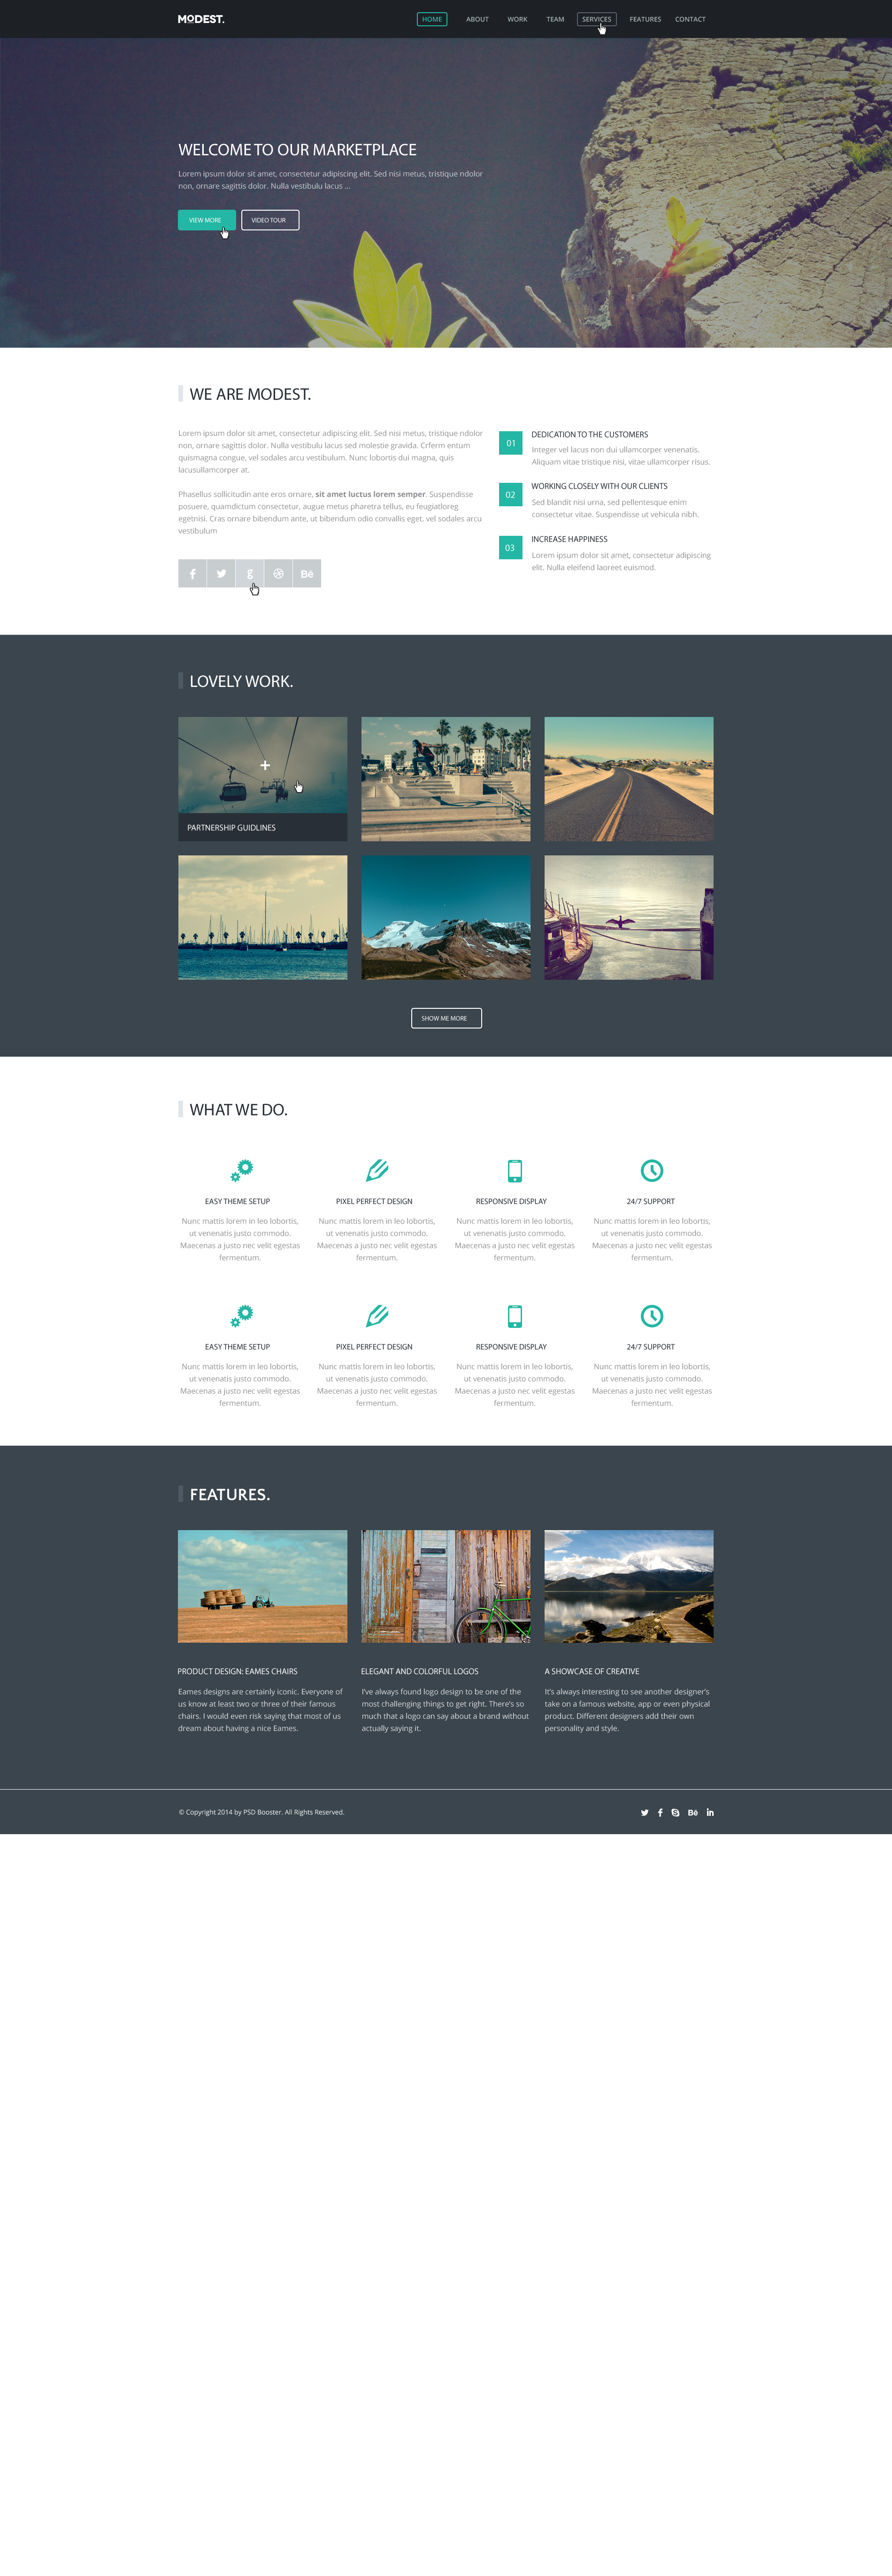 MODEST.
HOME ABOUT WORK TEAM SERVICES FEATURES CONTACT
WELCOME TO OUR MARKETPLACE
Lorem ipsum dolor sit amet, consectetur adipiscing elit. Sed nisi metus, tristique ndolor
non, ornare sagittis dolor. Nulla vestibulu lacus ...
VIEW MORE VIDEO TOUR
WE ARE MODEST.
Lorem ipsum dolor sit amet, consectetur adipiscing elit. Sed nisi metus, tristique ndolor
non, ornare sagittis dolor. Nulla vestibulu lacus sed molestie gravida. Crferm entum
quismagna congue, vel sodales arcu vestibulum. Nunc lobortis dui magna, quis
lacusullamcorper at.
Phasellus sollicitudin ante eros ornare, sit amet luctus lorem semper. Suspendisse
posuere, quamdictum consectetur, augue metus pharetra tellus, eu feugiatloreg
egetnisi. Cras ornare bibendum ante, ut bibendum odio convallis eget. vel sodales arcu
vestibulum
Bē
01
DEDICATION TO THE CUSTOMERS
Integer vel lacus non dui ullamcorper venenatis.
Aliquam vitae tristique nisi, vitae ullamcorper risus.
02
WORKING CLOSELY WITH OUR CLIENTS
Sed blandit nisi urna, sed pellentesque enim
consectetur vitae. Suspendisse ut vehicula nibh.
03
INCREASE HAPPINESS
Lorem ipsum dolor sit amet, consectetur adipiscing
elit. Nulla eleifend laoreet euismod.
LOVELY WORK.
PARTNERSHIP GUIDLINES
SHOW ME MORE
WHAT WE DO.
EASY THEME SETUP
Nunc mattis lorem in leo lobortis,
ut venenatis justo commodo.
Maecenas a justo nec velit egestas
fermentum.
PIXEL PERFECT DESIGN
Nunc mattis lorem in leo lobortis,
ut venenatis justo commodo.
Maecenas a justo nec velit egestas
fermentum.
RESPONSIVE DISPLAY
Nunc mattis lorem in leo lobortis,
ut venenatis justo commodo.
Maecenas a justo nec velit egestas
fermentum.
24/7 SUPPORT
Nunc mattis lorem in leo lobortis,
ut venenatis justo commodo.
Maecenas a justo nec velit egestas
fermentum.
EASY THEME SETUP
Nunc mattis lorem in leo lobortis,
ut venenatis justo commodo.
Maecenas a justo nec velit egestas
fermentum.
PIXEL PERFECT DESIGN
Nunc mattis lorem in leo lobortis,
ut venenatis justo commodo.
Maecenas a justo nec velit egestas
fermentum.
RESPONSIVE DISPLAY
Nunc mattis lorem in leo lobortis,
ut venenatis justo commodo.
Maecenas a justo nec velit egestas
fermentum.
24/7 SUPPORT
Nunc mattis lorem in leo lobortis,
ut venenatis justo commodo.
Maecenas a justo nec velit egestas
fermentum.
FEATURES.
PRODUCT DESIGN: EAMES CHAIRS
Eames designs are certainly iconic. Everyone of
us know at least two or three of their famous
chairs. I would even risk saying that most of us
dream about having a nice Eames.
ELEGANT AND COLORFUL LOGOS
I've always found logo design to be one of the
most challenging things to get right. There's so
much that a logo can say about a brand without
actually saying it.
A SHOWCASE OF CREATIVE
It's always interesting to see another designer's
take on a famous website, app or even physical
product. Different designers add their own
personality and style.
© Copyright 2014 by PSD Booster. All Rights Reserved.
Bē in